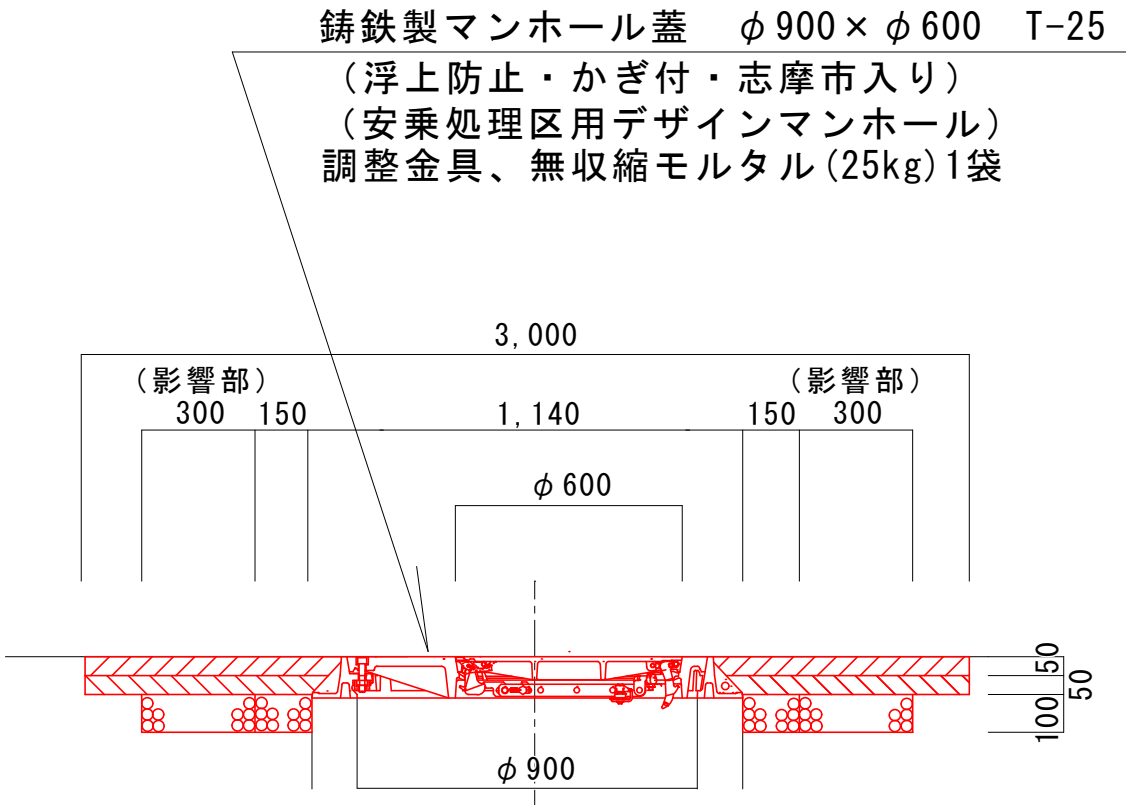 鋳鉄製マンホール蓋 φ900×φ600 T-25
（浮上防止・かぎ付・志摩市入り）
（安乗処理区用デザインマンホール）
調整金具、無収縮モルタル(25kg)1袋
3,000
（影響部） （影響部）
300 150 1,140 150 300
φ600
50
50
100
φ900